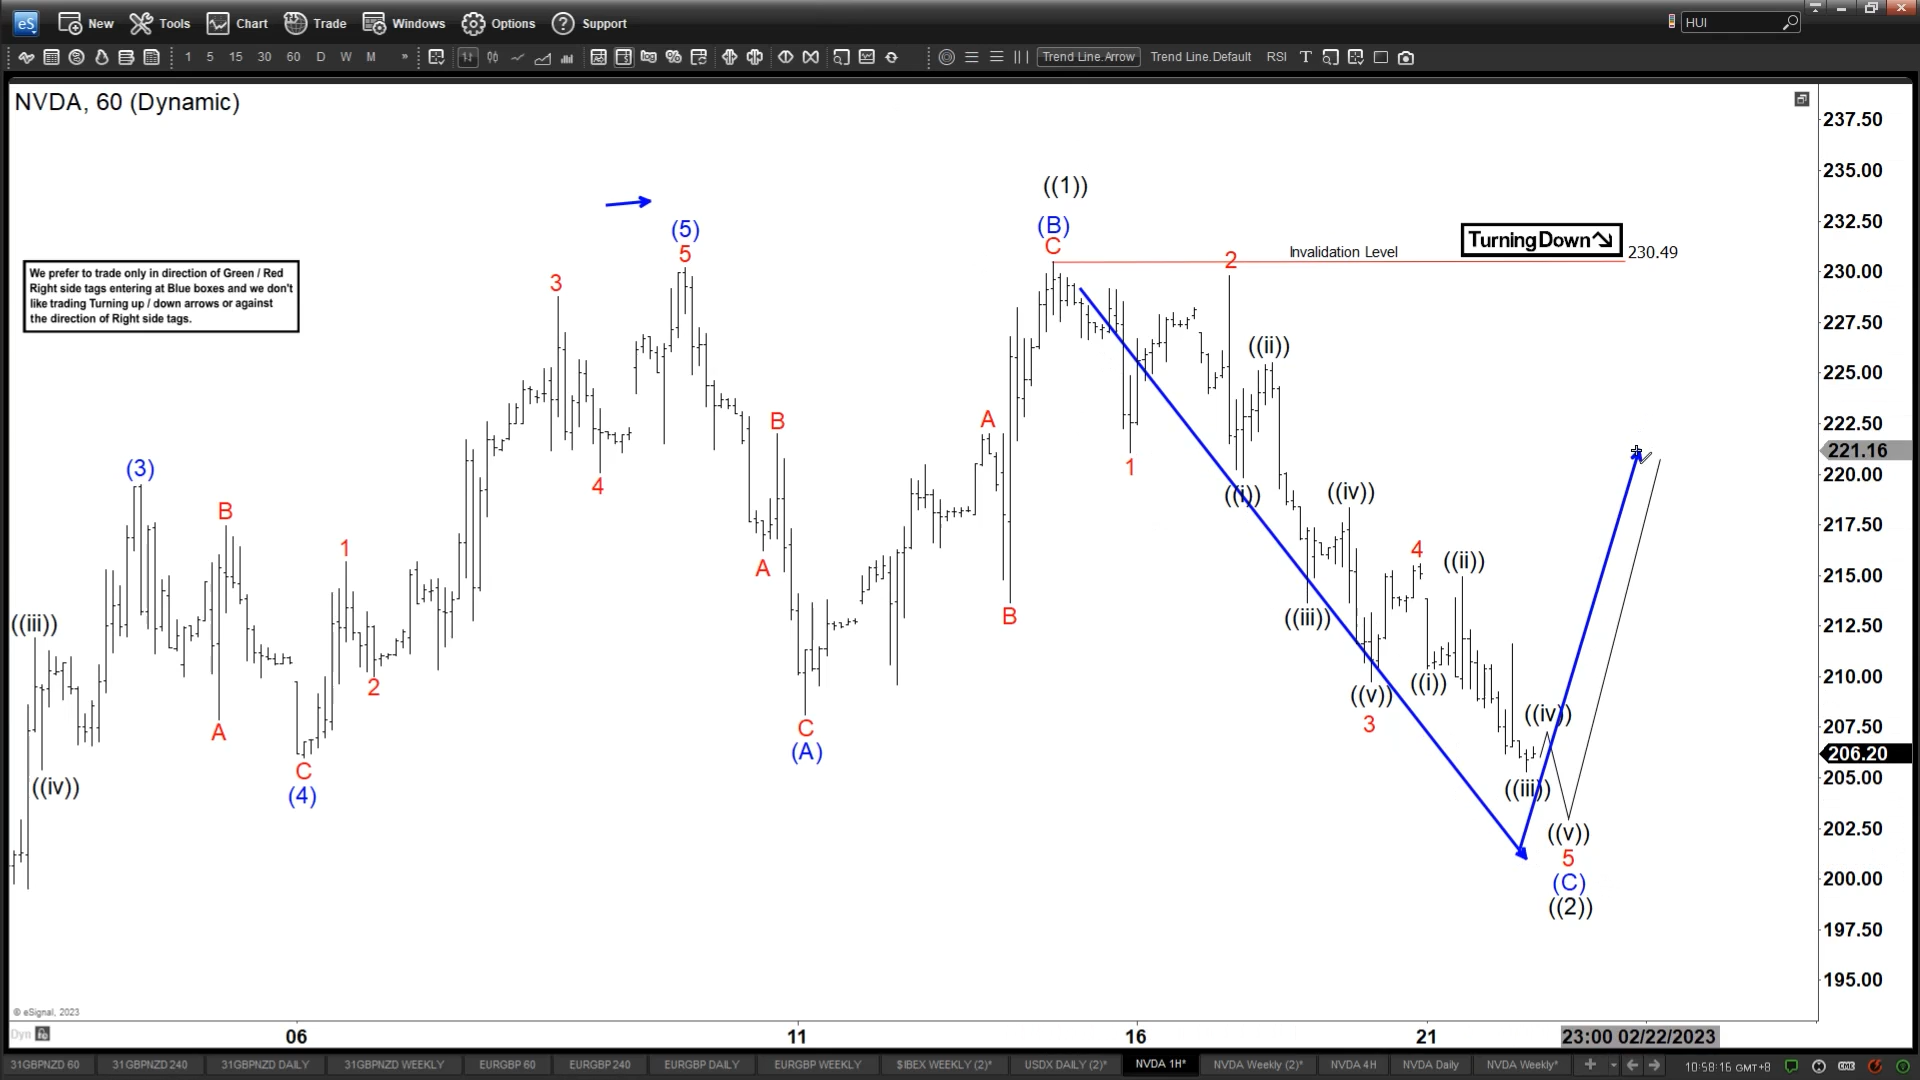 eS New Tools Chart Trade Windows Options Support HUI
1 5 15 30 60 D W M » Trend Line.Arrow Trend Line.Default RSI T
NVDA, 60 (Dynamic)
237.50
235.00
232.50
230.00
227.50
225.00
222.50
221.16
220.00
217.50
215.00
212.50
210.00
207.50
206.20
205.00
202.50
200.00
197.50
195.00
We prefer to trade only in direction of Green / Red
Right side tags entering at Blue boxes and we don't
like trading Turning up / down arrows or against
the direction of Right side tags.
((iii))
((iv))
(3)
B
A
C
(4)
1
2
3
4
(5)
5
B
A
C
(A)
A
B
((1))
(B)
C
Invalidation Level
Turning Down
230.49
1
2
((i))
((ii))
((iii))
((iv))
((v))
3
4
((i))
((ii))
((iii))
((iv))
((v))
5
(C)
((2))
© eSignal, 2023
Dyn
06 11 16 21 23:00 02/22/2023
31GBPNZD 60 31GBPNZD 240 31GBPNZD DAILY 31GBPNZD WEEKLY EURGBP 60 EURGBP 240 EURGBP DAILY EURGBP WEEKLY $IBEX WEEKLY (2)* USDX DAILY (2)* NVDA 1H* NVDA Weekly (2)* NVDA 4H NVDA Daily NVDA Weekly* 10:58:16 GMT+8